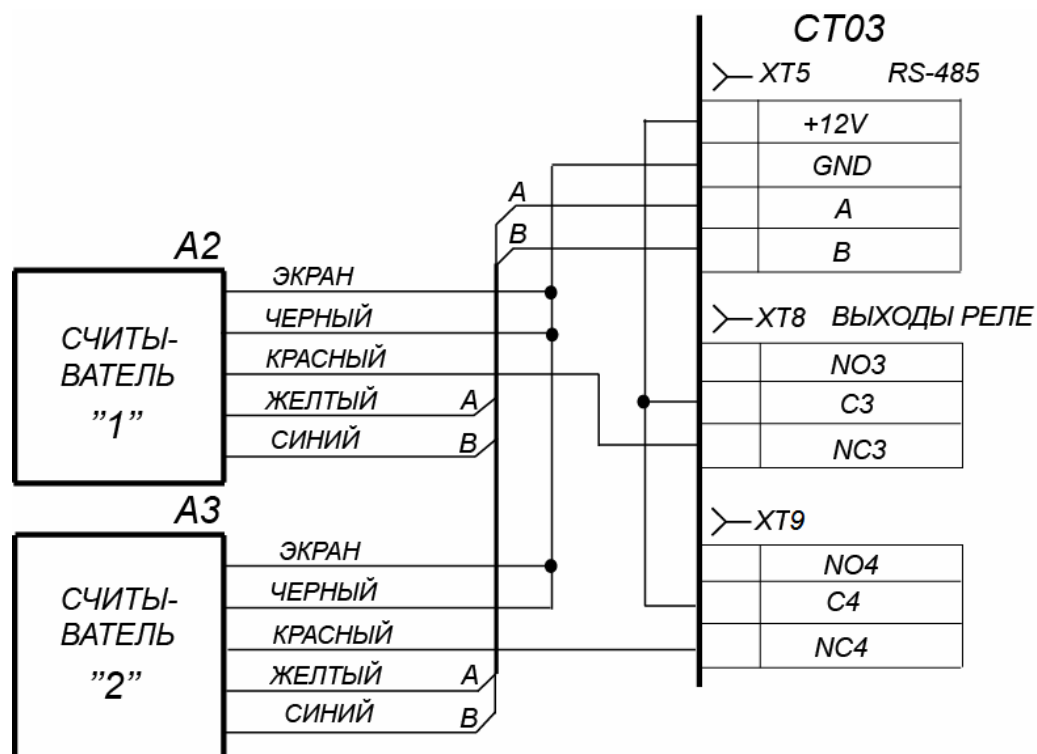 CT03
XT5 RS-485
+12V
GND
A
A
B
B
A2
ЭКРАН
ЧЕРНЫЙ
КРАСНЫЙ
ЖЕЛТЫЙ A
СИНИЙ B
СЧИТЫ-
ВАТЕЛЬ
"1"
XT8 ВЫХОДЫ РЕЛЕ
NO3
C3
NC3
A3
ЭКРАН
ЧЕРНЫЙ
КРАСНЫЙ
ЖЕЛТЫЙ A
СИНИЙ B
СЧИТЫ-
ВАТЕЛЬ
"2"
XT9
NO4
C4
NC4